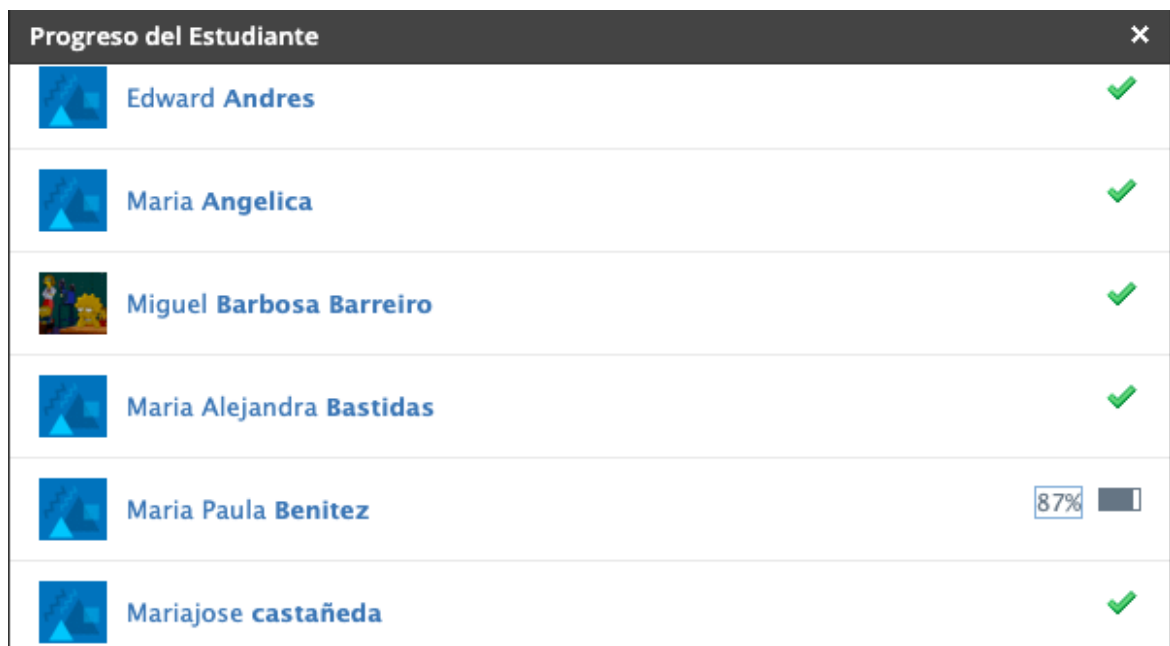 Progreso del Estudiante
Edward Andres
Maria Angelica
Miguel Barbosa Barreiro
Maria Alejandra Bastidas
Maria Paula Benitez 87%
Mariajose castañeda